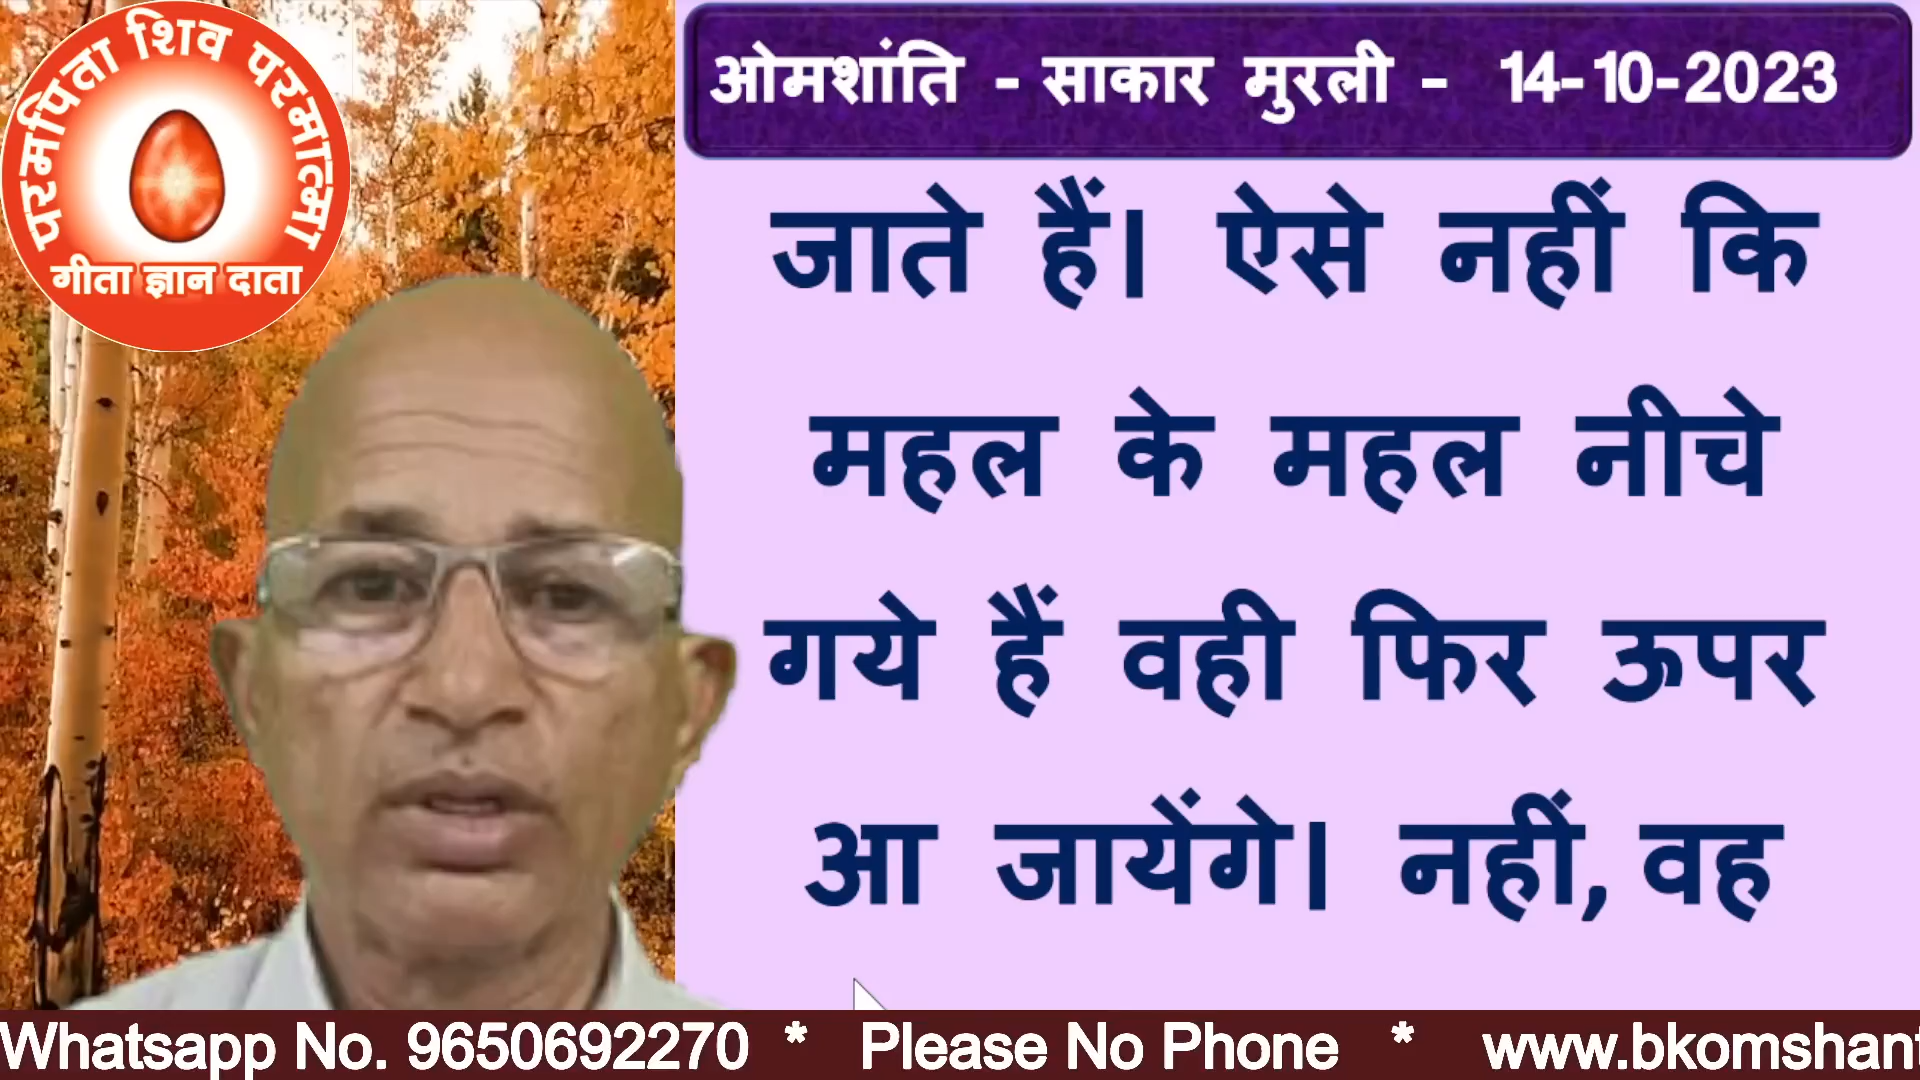 परमपिता शिव परमात्मा
गीता ज्ञान दाता
ओमशांति - साकार मुरली - 14-10-2023
जाते हैं। ऐसे नहीं कि
महल के महल नीचे
गये हैं वही फिर ऊपर
आ जायेंगे। नहीं, वह
Whatsapp No. 9650692270 * Please No Phone * www.bkomshant